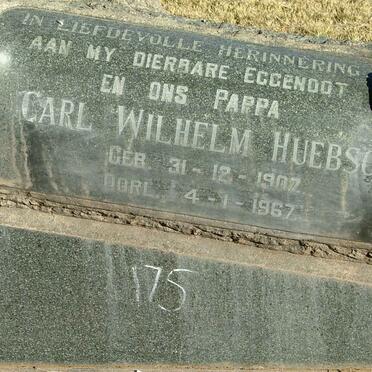 IN LIEFDEVOLLE HERINNERING
AAN MY DIERBARE EGGENOOT
EN ONS PAPPA
CARL WILHELM HUEBSC
GEB. 31-12-1907
OORL. 4-1-1967
175